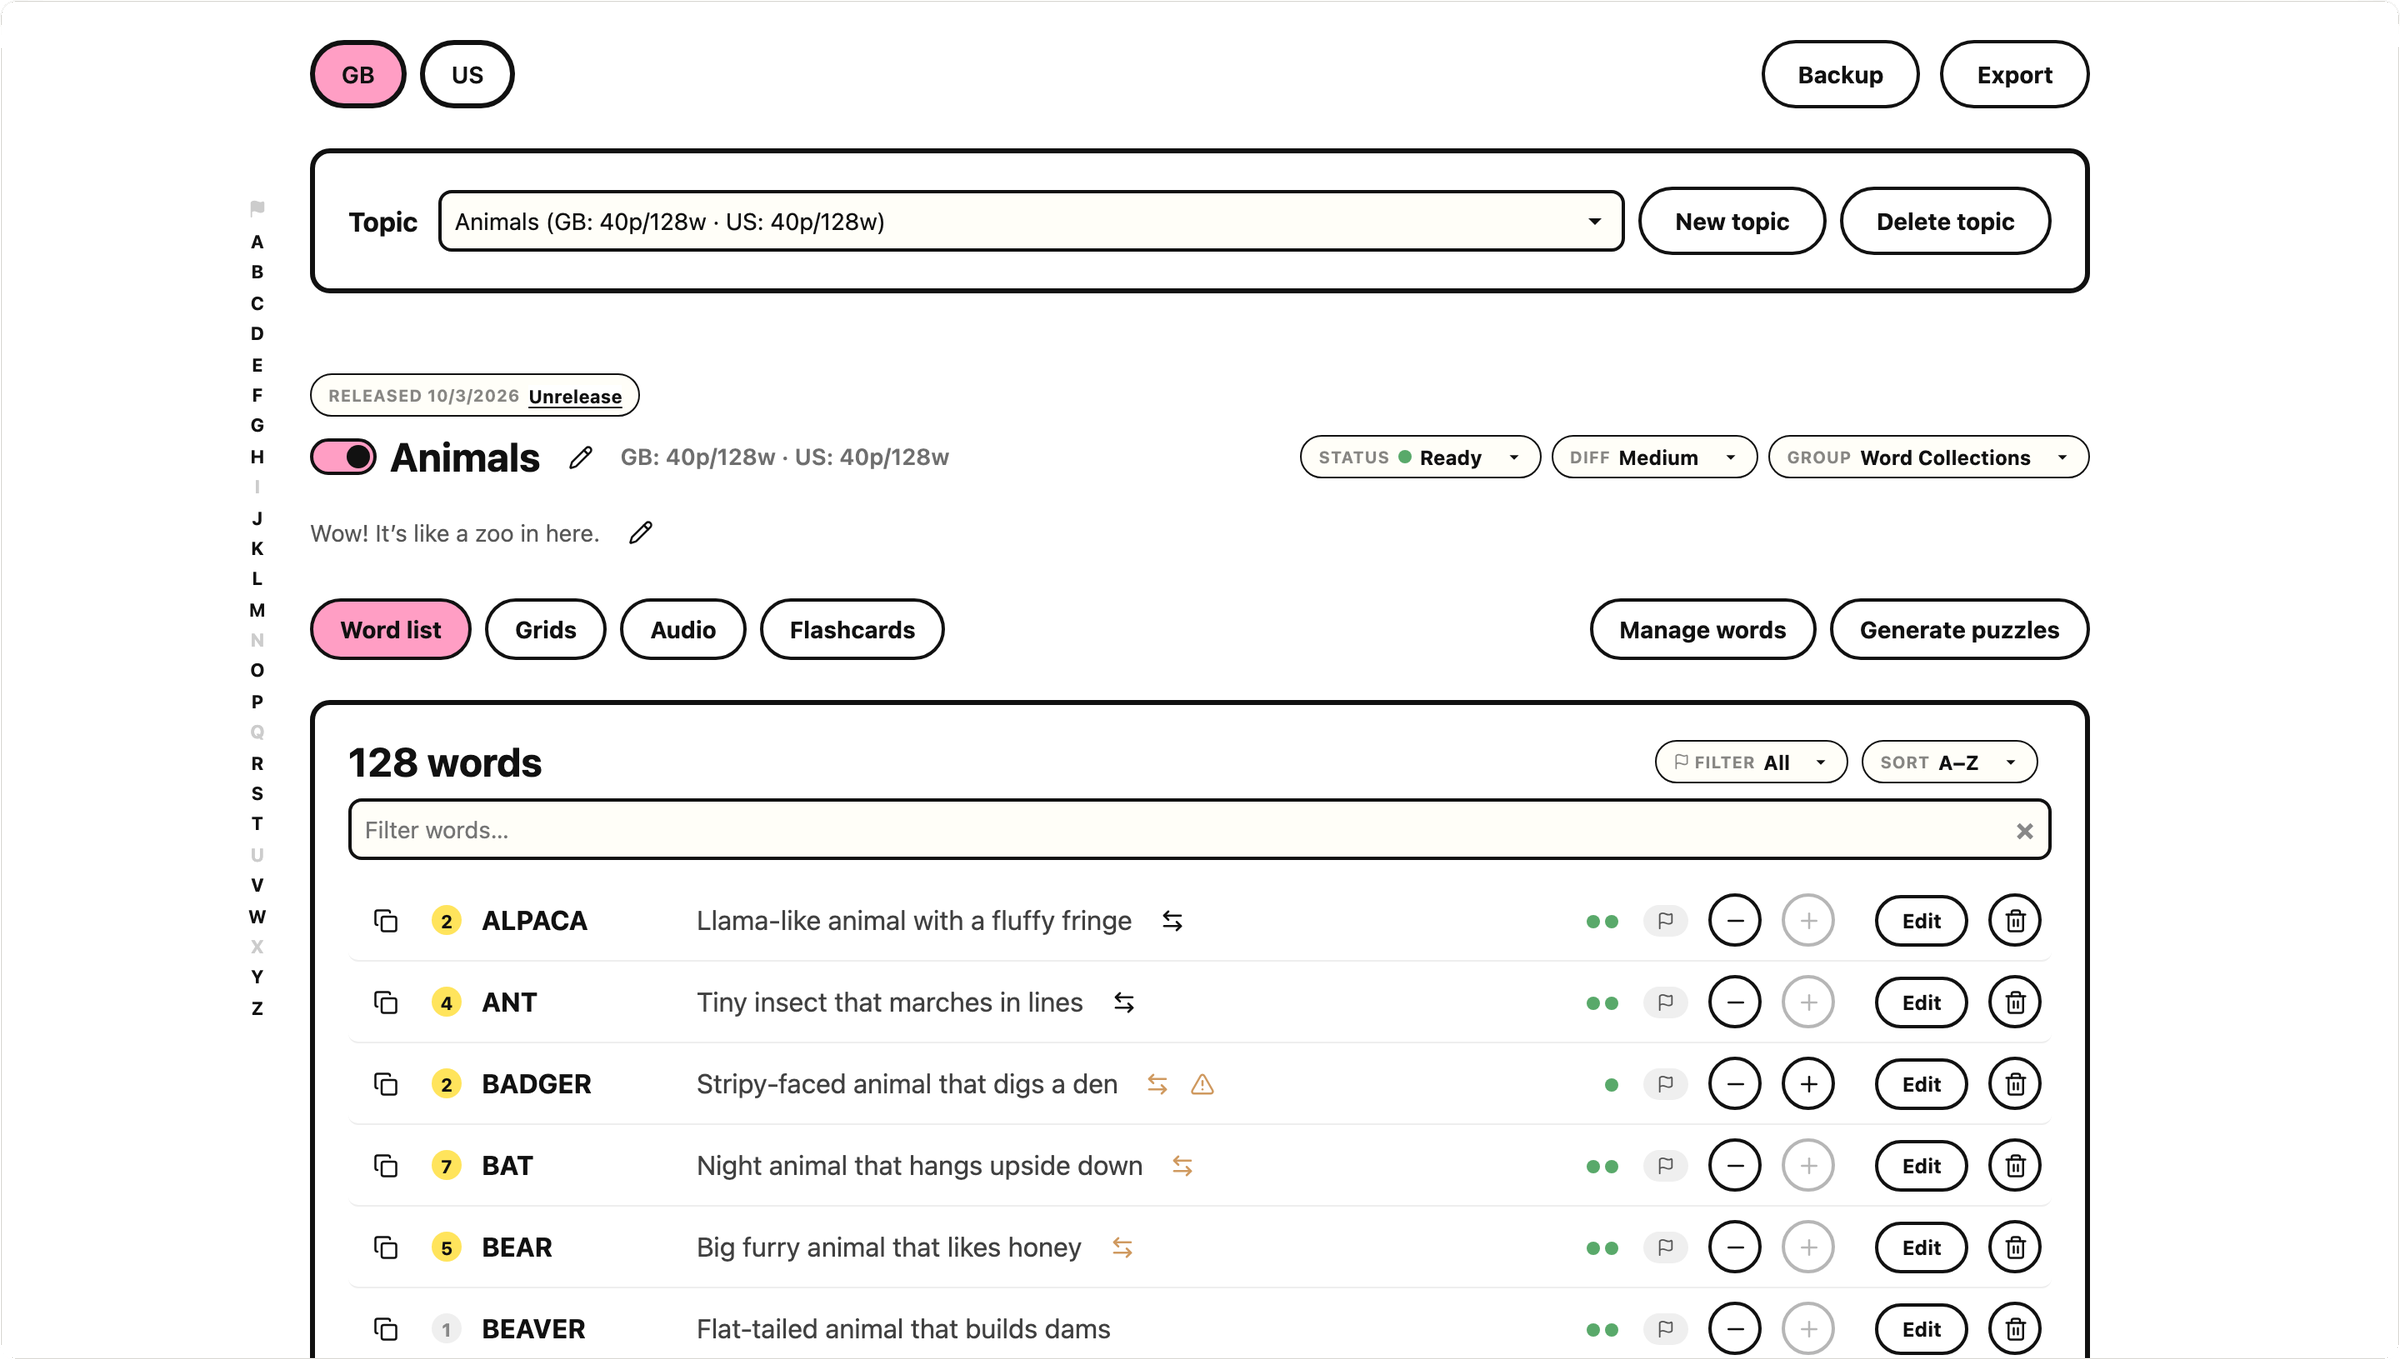 GB US Backup Export
Topic Animals (GB: 40p/128w · US: 40p/128w) New topic Delete topic
A
B
C
D
E
F
G
H
I
J
K
L
M
N
O
P
Q
R
S
T
U
V
W
X
Y
Z
RELEASED 10/3/2026 Unrelease
Animals GB: 40p/128w · US: 40p/128w STATUS Ready DIFF Medium GROUP Word Collections
Wow! It’s like a zoo in here.
Word list Grids Audio Flashcards Manage words Generate puzzles
128 words FILTER All SORT A–Z
Filter words...
2 ALPACA Llama-like animal with a fluffy fringe Edit
4 ANT Tiny insect that marches in lines Edit
2 BADGER Stripy-faced animal that digs a den Edit
7 BAT Night animal that hangs upside down Edit
5 BEAR Big furry animal that likes honey Edit
1 BEAVER Flat-tailed animal that builds dams Edit